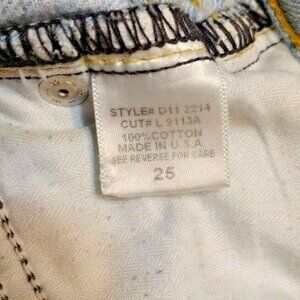 STYLE# D11 2214
CUT# L 9113A
100% COTTON
MADE IN U.S.A.
SEE REVERSE FOR CARE
25